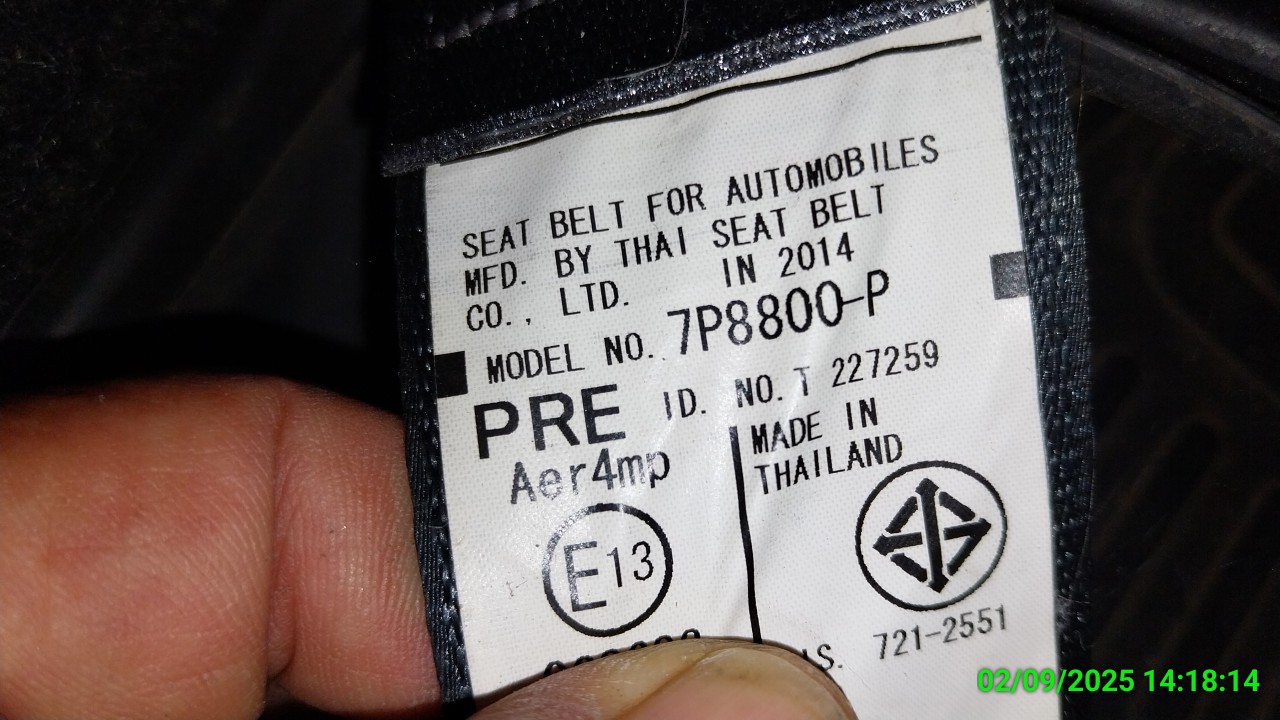 SEAT BELT FOR AUTOMOBILES
MFD. BY THAI SEAT BELT
CO., LTD. IN 2014
MODEL NO. 7P8800-P
PRE ID. NO. T 227259
Aer4mp
MADE IN
THAILAND
E13
721-2551
02/09/2025 14:18:14